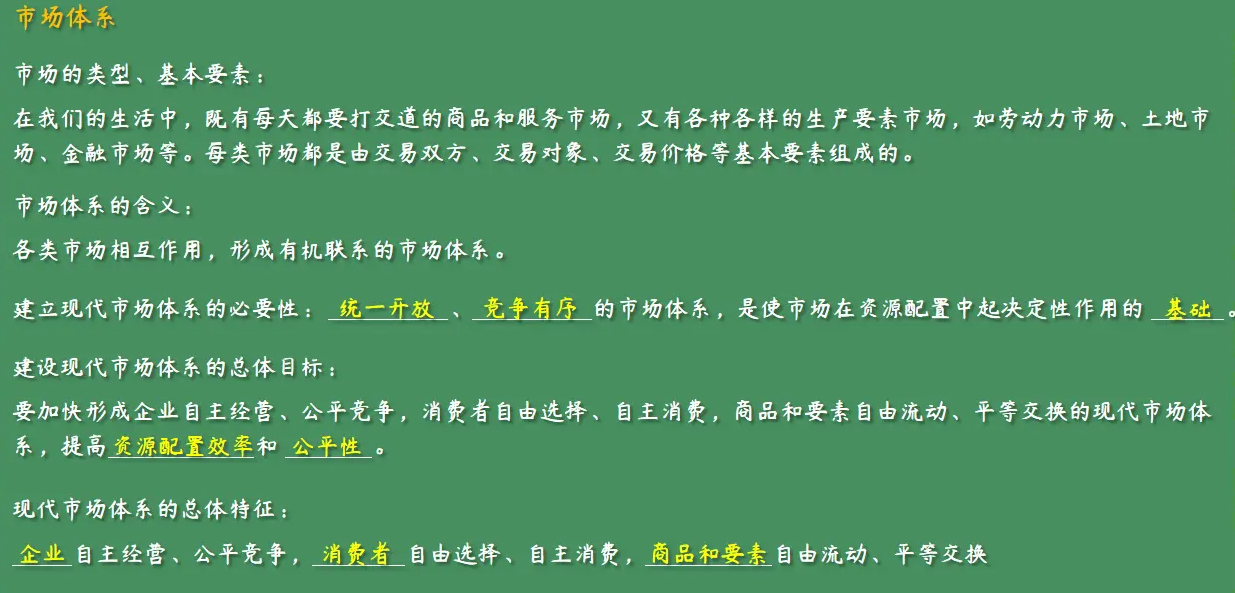 市场体系
市场的类型、基本要素：
在我们的生活中，既有每天都要打交道的商品和服务市场，又有各种各样的生产要素市场，如劳动力市场、土地市
场、金融市场等。每类市场都是由交易双方、交易对象、交易价格等基本要素组成的。
市场体系的含义：
各类市场相互作用，形成有机联系的市场体系。
建立现代市场体系的必要性：统一开放、竞争有序的市场体系，是使市场在资源配置中起决定性作用的基础。
建设现代市场体系的总体目标：
要加快形成企业自主经营、公平竞争，消费者自由选择、自主消费，商品和要素自由流动、平等交换的现代市场体
系，提高资源配置效率和公平性。
现代市场体系的总体特征：
企业自主经营、公平竞争，消费者自由选择、自主消费，商品和要素自由流动、平等交换